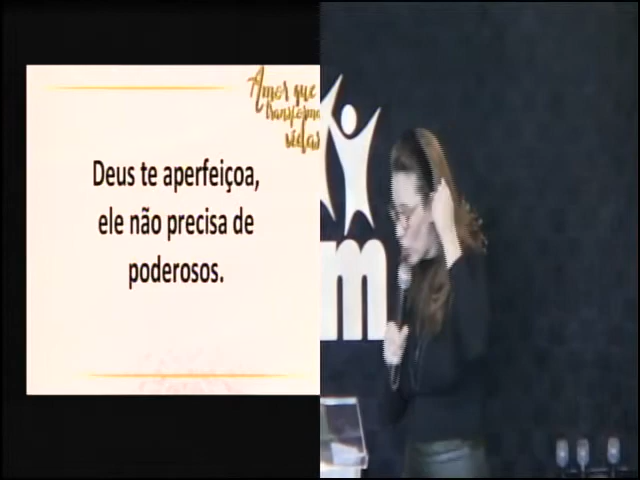 Amor que
transforma
vidas
Deus te aperfeiçoa,
ele não precisa de
poderosos.
m